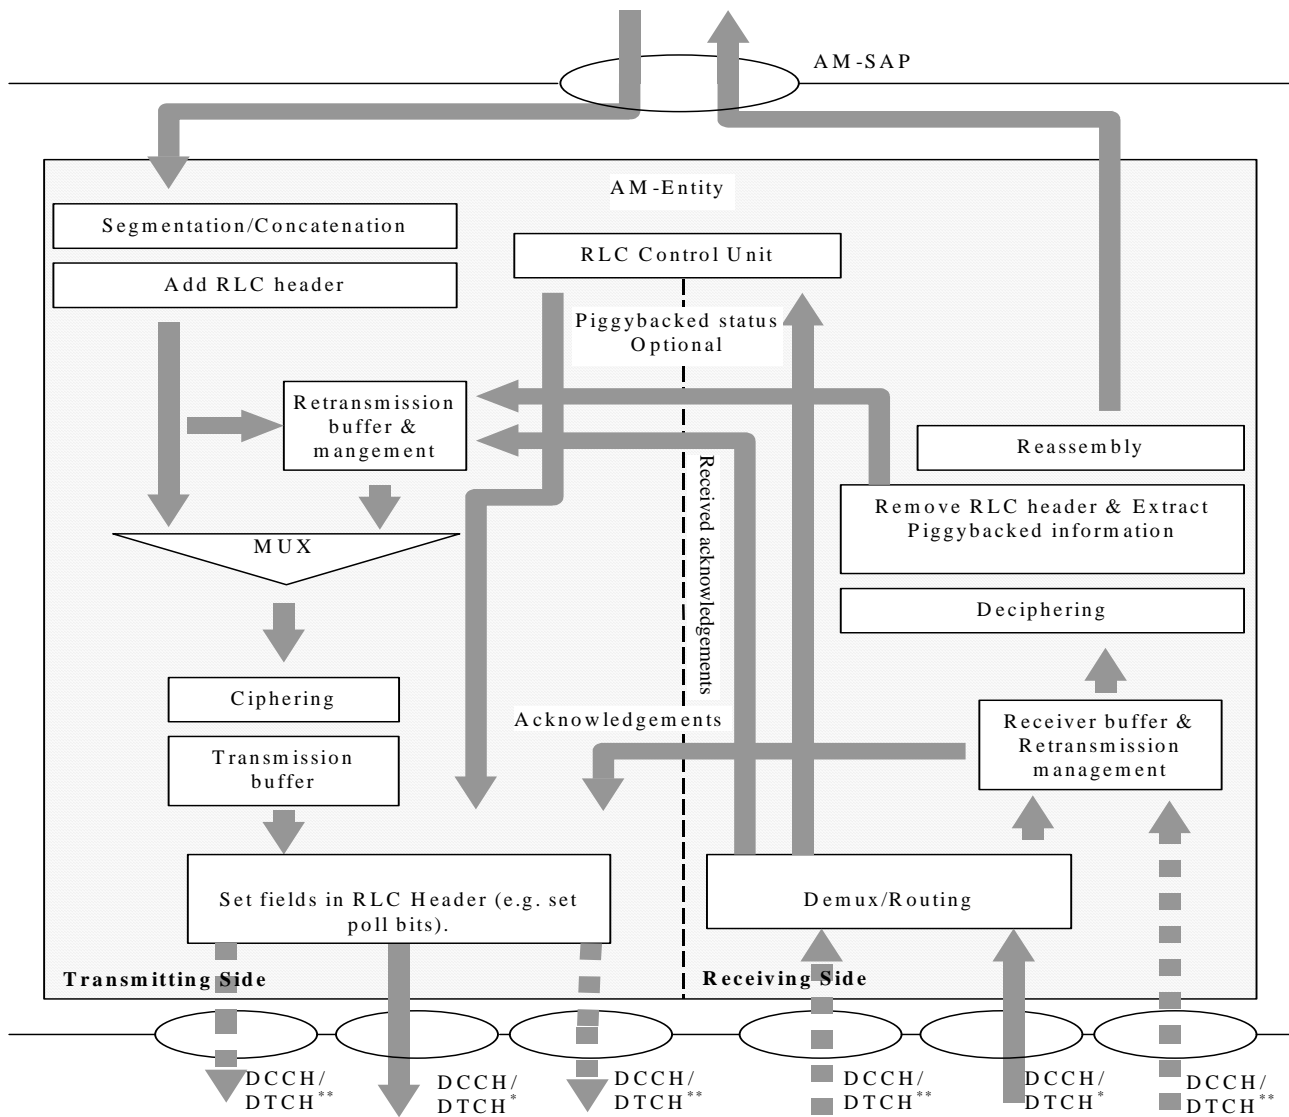 AM-SAP
AM-Entity
Segmentation/Concatenation
Add RLC header
RLC Control Unit
Piggybacked status
Optional
Retransmission
buffer &
mangement
MUX
Received acknowledgements
Reassembly
Remove RLC header & Extract
Piggybacked information
Deciphering
Ciphering
Transmission
buffer
Acknowledgements
Receiver buffer &
Retransmission
management
Set fields in RLC Header (e.g. set
poll bits).
Demux/Routing
Transmitting Side
Receiving Side
DCCH/
DTCH**
DCCH/
DTCH*
DCCH/
DTCH**
DCCH/
DTCH**
DCCH/
DTCH*
DCCH/
DTCH**